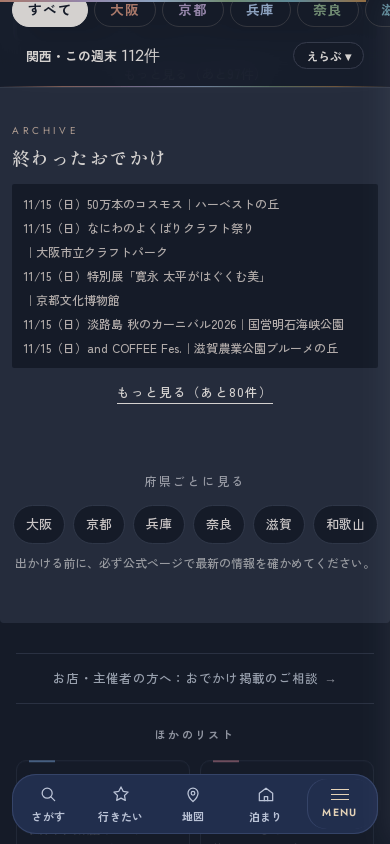 すべて 大阪 京都 兵庫 奈良
関西・この週末 112件 えらぶ▼
ARCHIVE
終わったおでかけ
11/15（日）50万本のコスモス｜ハーベストの丘
11/15（日）なにわのよくばりクラフト祭り
｜大阪市立クラフトパーク
11/15（日）特別展「寛永 太平がはぐくむ美」
｜京都文化博物館
11/15（日）淡路島 秋のカーニバル2026｜国営明石海峡公園
11/15（日）and COFFEE Fes.｜滋賀農業公園ブルーメの丘
もっと見る（あと80件）
府県ごとに見る
大阪 京都 兵庫 奈良 滋賀 和歌山
出かける前に、必ず公式ページで最新の情報を確かめてください。
お店・主催者の方へ：おでかけ掲載のご相談 →
ほかのリスト
さがす 行きたい 地図 泊まり MENU